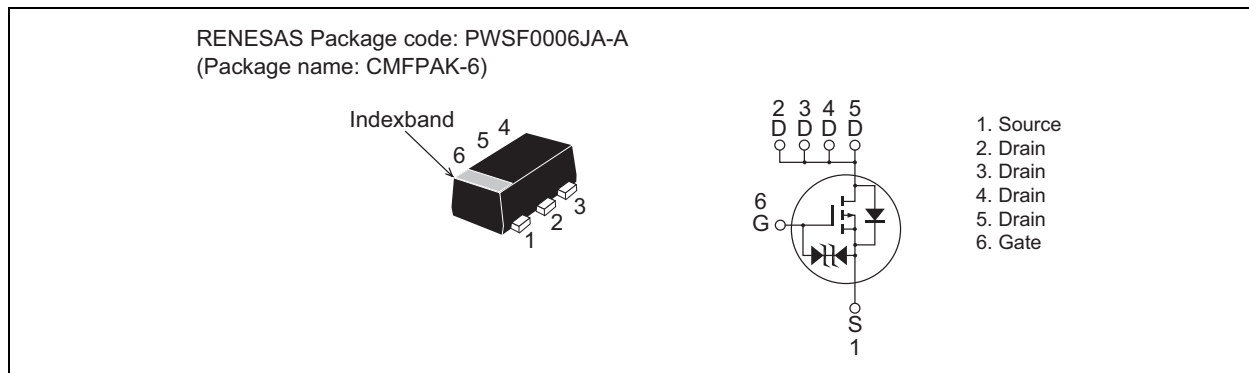 RENESAS Package code: PWSF0006JA-A
(Package name: CMFPAK-6)
Indexband
6 5 4
1 2 3
2 3 4 5
D D D D
6
G
S
1
1. Source
2. Drain
3. Drain
4. Drain
5. Drain
6. Gate